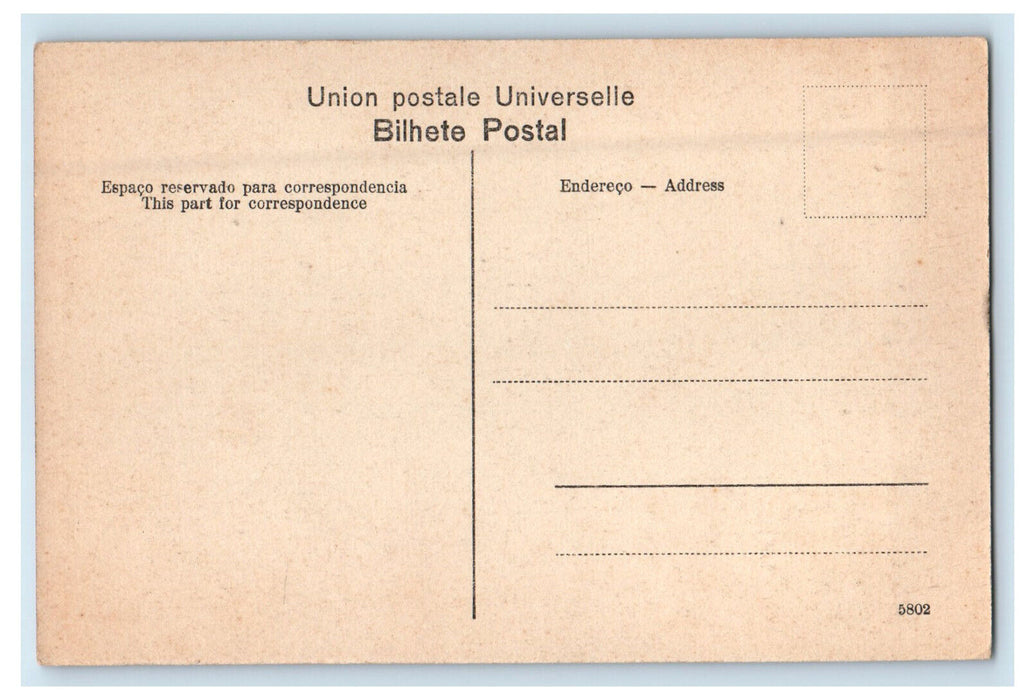 Union postale Universelle
Bilhete Postal
Espaço reservado para correspondencia
This part for correspondence
Endereço — Address
5802